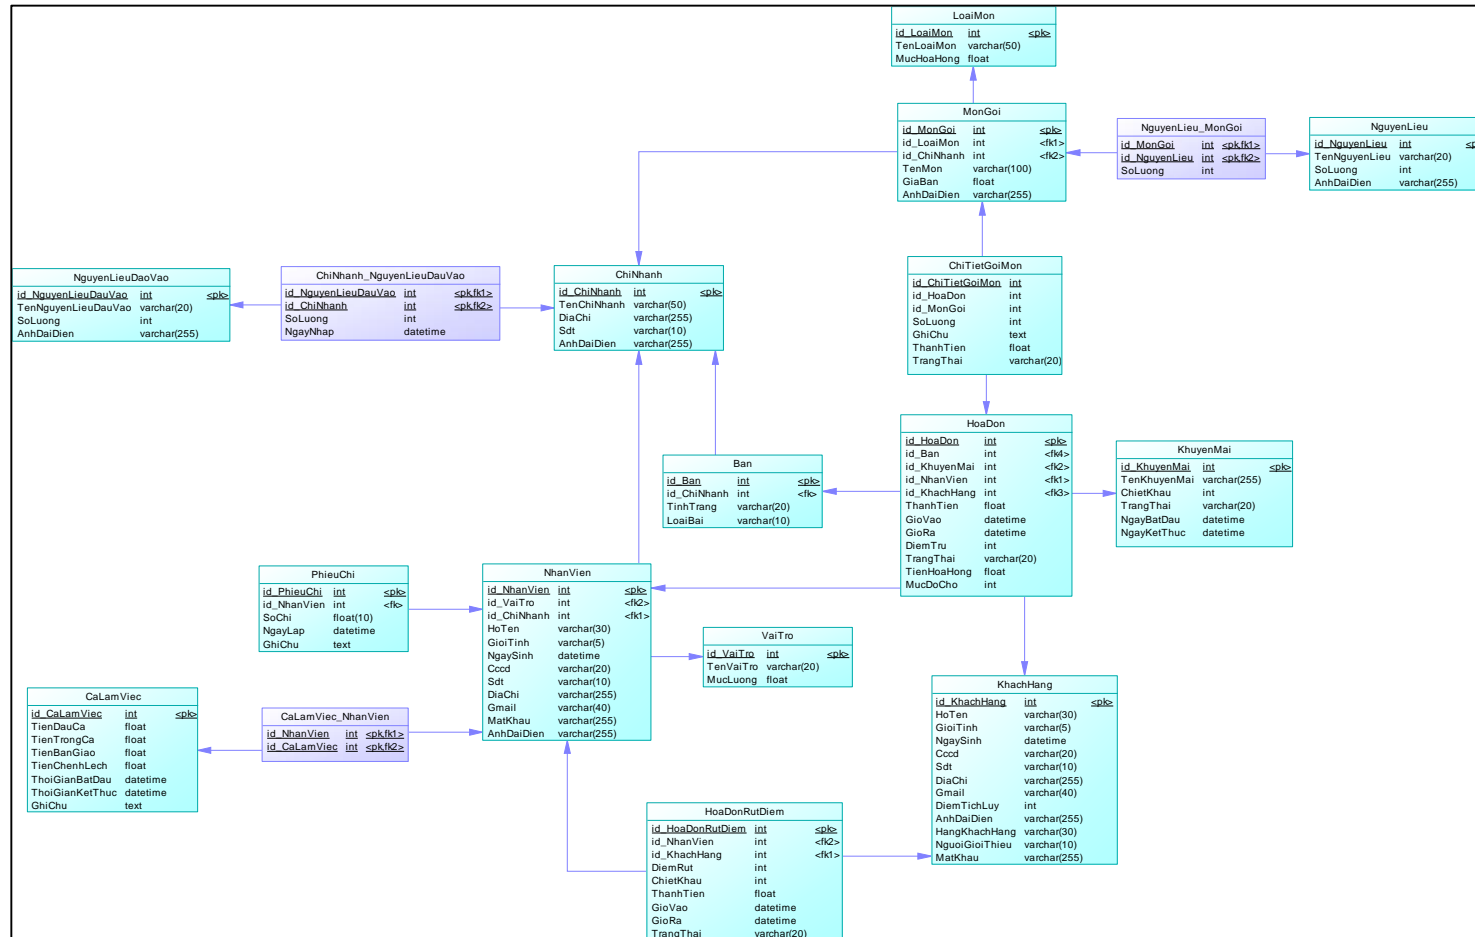 LoaiMon
id_LoaiMon int <pk>
TenLoaiMon varchar(50)
MucHoaHong float
MonGoi
id_MonGoi int <pk>
id_LoaiMon int <fk1>
id_ChiNhanh int <fk2>
TenMon varchar(100)
GiaBan float
AnhDaiDien varchar(255)
NguyenLieu_MonGoi
id_MonGoi int <pk,fk1>
id_NguyenLieu int <pk,fk2>
SoLuong int
NguyenLieu
id_NguyenLieu int <p
TenNguyenLieu varchar(20)
SoLuong int
AnhDaiDien varchar(255)
NguyenLieuDaoVao
id_NguyenLieuDauVao int <pk>
TenNguyenLieuDauVao varchar(20)
SoLuong int
AnhDaiDien varchar(255)
ChiNhanh_NguyenLieuDauVao
id_NguyenLieuDauVao int <pk,fk1>
id_ChiNhanh int <pk,fk2>
SoLuong int
NgayNhap datetime
ChiNhanh
id_ChiNhanh int <pk>
TenChiNhanh varchar(50)
DiaChi varchar(255)
Sdt varchar(10)
AnhDaiDien varchar(255)
ChiTietGoiMon
id_ChiTietGoiMon int
id_HoaDon int
id_MonGoi int
SoLuong int
GhiChu text
ThanhTien float
TrangThai varchar(20)
HoaDon
id_HoaDon int <pk>
id_Ban int <fk4>
id_KhuyenMai int <fk2>
id_NhanVien int <fk1>
id_KhachHang int <fk3>
ThanhTien float
GioVao datetime
GioRa datetime
DiemTru int
TrangThai varchar(20)
TienHoaHong float
MucDoCho int
KhuyenMai
id_KhuyenMai int <pk>
TenKhuyenMai varchar(255)
ChietKhau int
TrangThai varchar(20)
NgayBatDau datetime
NgayKetThuc datetime
Ban
id_Ban int <pk>
id_ChiNhanh int <fk>
TinhTrang varchar(20)
LoaiBai varchar(10)
PhieuChi
id_PhieuChi int <pk>
id_NhanVien int <fk>
SoChi float(10)
NgayLap datetime
GhiChu text
NhanVien
id_NhanVien int <pk>
id_VaiTro int <fk2>
id_ChiNhanh int <fk1>
HoTen varchar(30)
GioiTinh varchar(5)
NgaySinh datetime
Cccd varchar(20)
Sdt varchar(10)
DiaChi varchar(255)
Gmail varchar(40)
MatKhau varchar(255)
AnhDaiDien varchar(255)
VaiTro
id_VaiTro int <pk>
TenVaiTro varchar(20)
MucLuong float
CaLamViec
id_CaLamViec int <pk>
TienDauCa float
TienTrongCa float
TienBanGiao float
TienChenhLech float
ThoiGianBatDau datetime
ThoiGianKetThuc datetime
GhiChu text
CaLamViec_NhanVien
id_NhanVien int <pk,fk1>
id_CaLamViec int <pk,fk2>
KhachHang
id_KhachHang int <pk>
HoTen varchar(30)
GioiTinh varchar(5)
NgaySinh datetime
Cccd varchar(20)
Sdt varchar(10)
DiaChi varchar(255)
Gmail varchar(40)
DiemTichLuy int
AnhDaiDien varchar(255)
HangKhachHang varchar(30)
NguoiGioiThieu varchar(10)
MatKhau varchar(255)
HoaDonRutDiem
id_HoaDonRutDiem int <pk>
id_NhanVien int <fk2>
id_KhachHang int <fk1>
DiemRut int
ChietKhau int
ThanhTien float
GioVao datetime
GioRa datetime
TrangThai varchar(20)